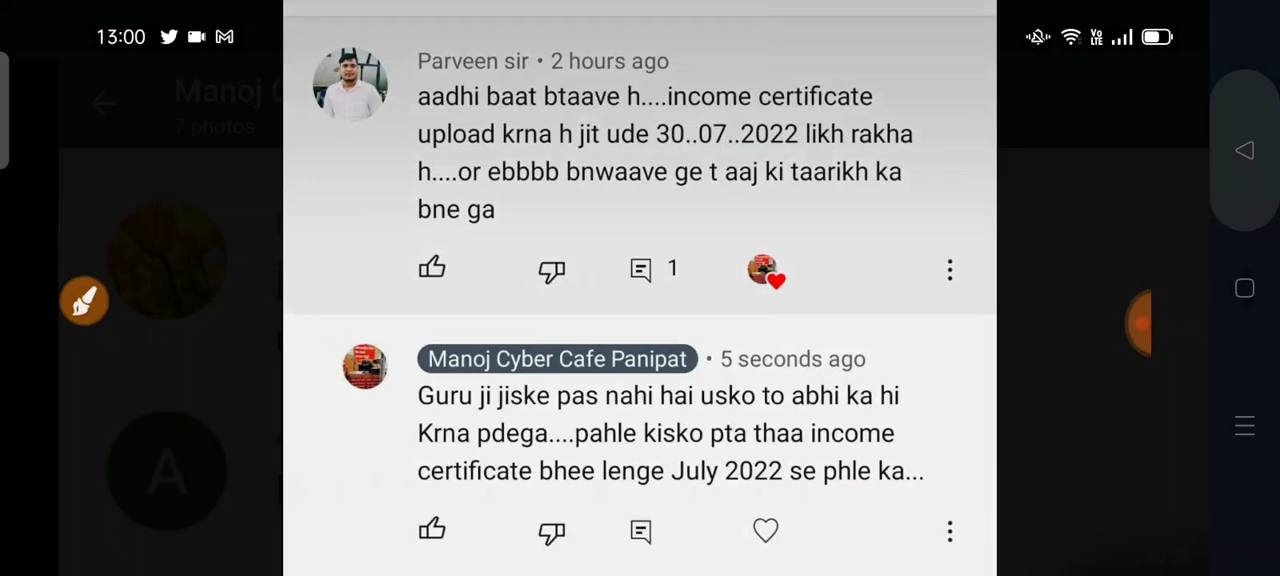 13:00
Manoj C
7 photos
Parveen sir • 2 hours ago
aadhi baat btaave h....income certificate
upload krna h jit ude 30..07..2022 likh rakha
h....or ebbbb bnwaave ge t aaj ki taarikh ka
bne ga
1
Manoj Cyber Cafe Panipat • 5 seconds ago
Guru ji jiske pas nahi hai usko to abhi ka hi
Krna pdega....pahle kisko pta thaa income
certificate bhee lenge July 2022 se phle ka...
A